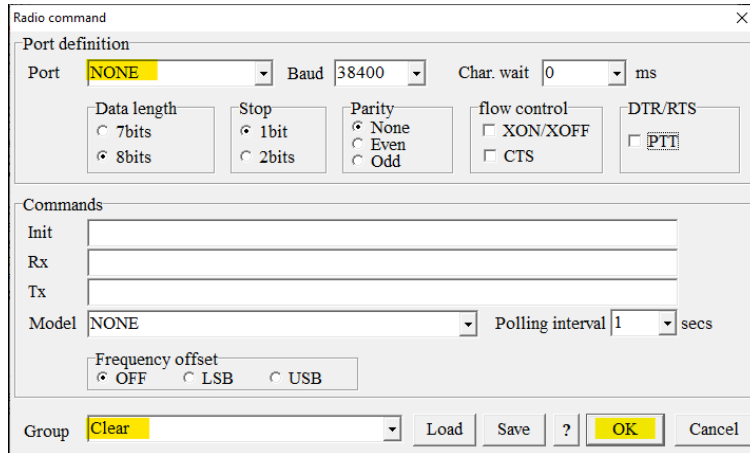 Radio command
Port definition
Port NONE Baud 38400 Char. wait 0 ms
Data length Stop Parity flow control DTR/RTS
7bits 1bit None XON/XOFF PTT
8bits 2bits Even CTS
Odd
Commands
Init
Rx
Tx
Model NONE Polling interval 1 secs
Frequency offset
OFF LSB USB
Group Clear Load Save ? OK Cancel